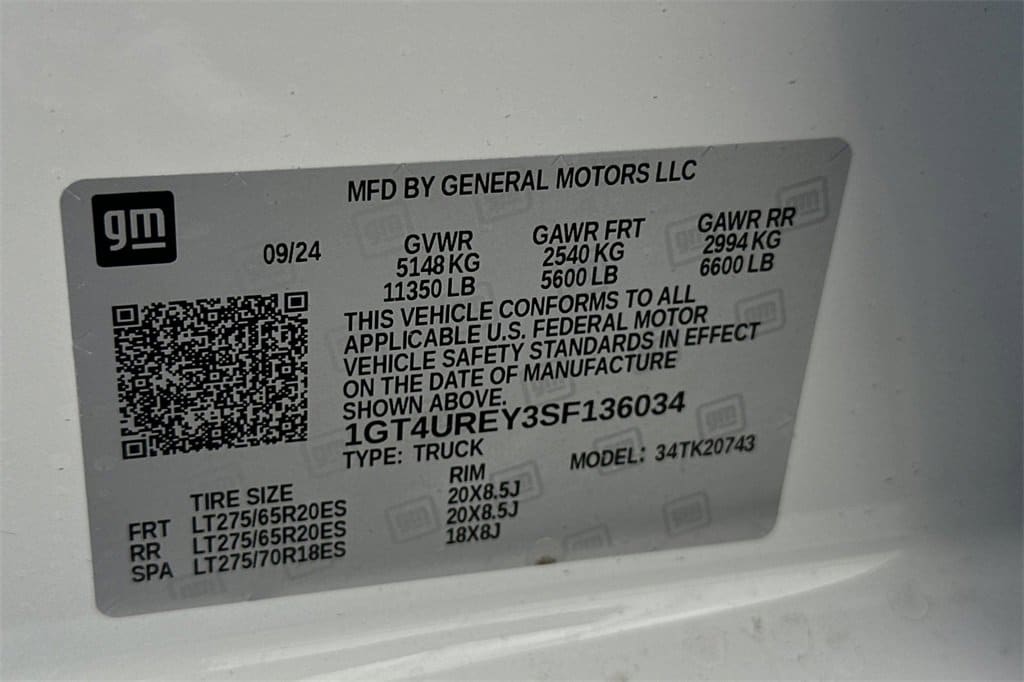 gm
MFD BY GENERAL MOTORS LLC
09/24
GVWR
5148 KG
11350 LB
GAWR FRT
2540 KG
5600 LB
GAWR RR
2994 KG
6600 LB
THIS VEHICLE CONFORMS TO ALL
APPLICABLE U.S. FEDERAL MOTOR
VEHICLE SAFETY STANDARDS IN EFFECT
ON THE DATE OF MANUFACTURE
SHOWN ABOVE.
1GT4UREY3SF136034
TYPE: TRUCK
MODEL: 34TK20743
TIRE SIZE RIM
FRT LT275/65R20ES 20X8.5J
RR LT275/65R20ES 20X8.5J
SPA LT275/70R18ES 18X8J